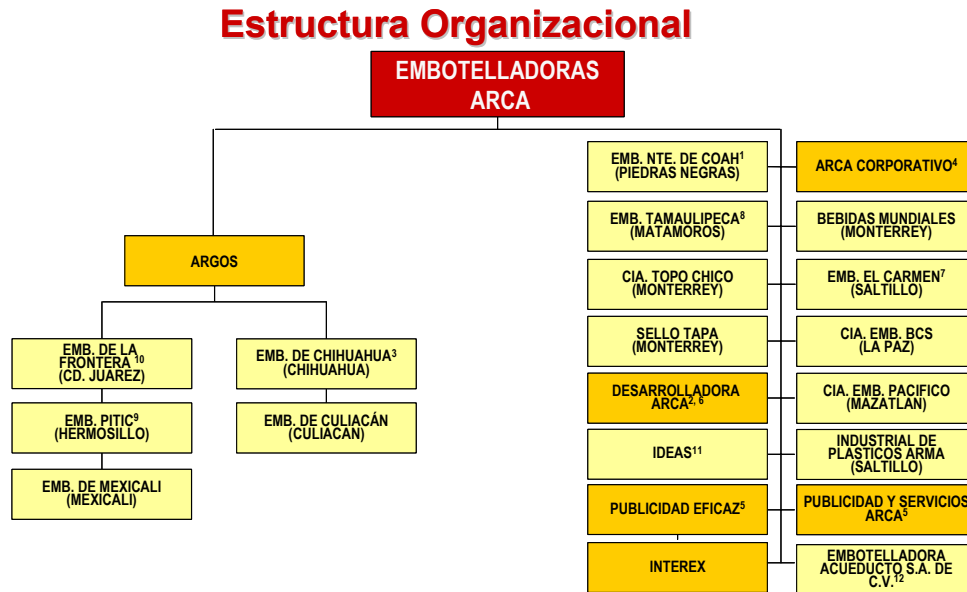 Estructura Organizacional
EMBOTELLADORAS
ARCA
ARGOS
EMB. DE LA
FRONTERA ¹⁰
(CD. JUAREZ)
EMB. PITIC⁹
(HERMOSILLO)
EMB. DE MEXICALI
(MEXICALI)
EMB. DE CHIHUAHUA³
(CHIHUAHUA)
EMB. DE CULIACÁN
(CULIACAN)
EMB. NTE. DE COAH¹
(PIEDRAS NEGRAS)
ARCA CORPORATIVO⁴
EMB. TAMAULIPECA⁸
(MATAMOROS)
BEBIDAS MUNDIALES
(MONTERREY)
CIA. TOPO CHICO
(MONTERREY)
EMB. EL CARMEN⁷
(SALTILLO)
SELLO TAPA
(MONTERREY)
CIA. EMB. BCS
(LA PAZ)
DESARROLLADORA
ARCA²,⁶
CIA. EMB. PACIFICO
(MAZATLAN)
IDEAS¹¹
INDUSTRIAL DE
PLASTICOS ARMA
(SALTILLO)
PUBLICIDAD EFICAZ⁵
PUBLICIDAD Y SERVICIOS
ARCA⁵
INTEREX
EMBOTELLADORA
ACUEDUCTO S.A. DE
C.V.¹²